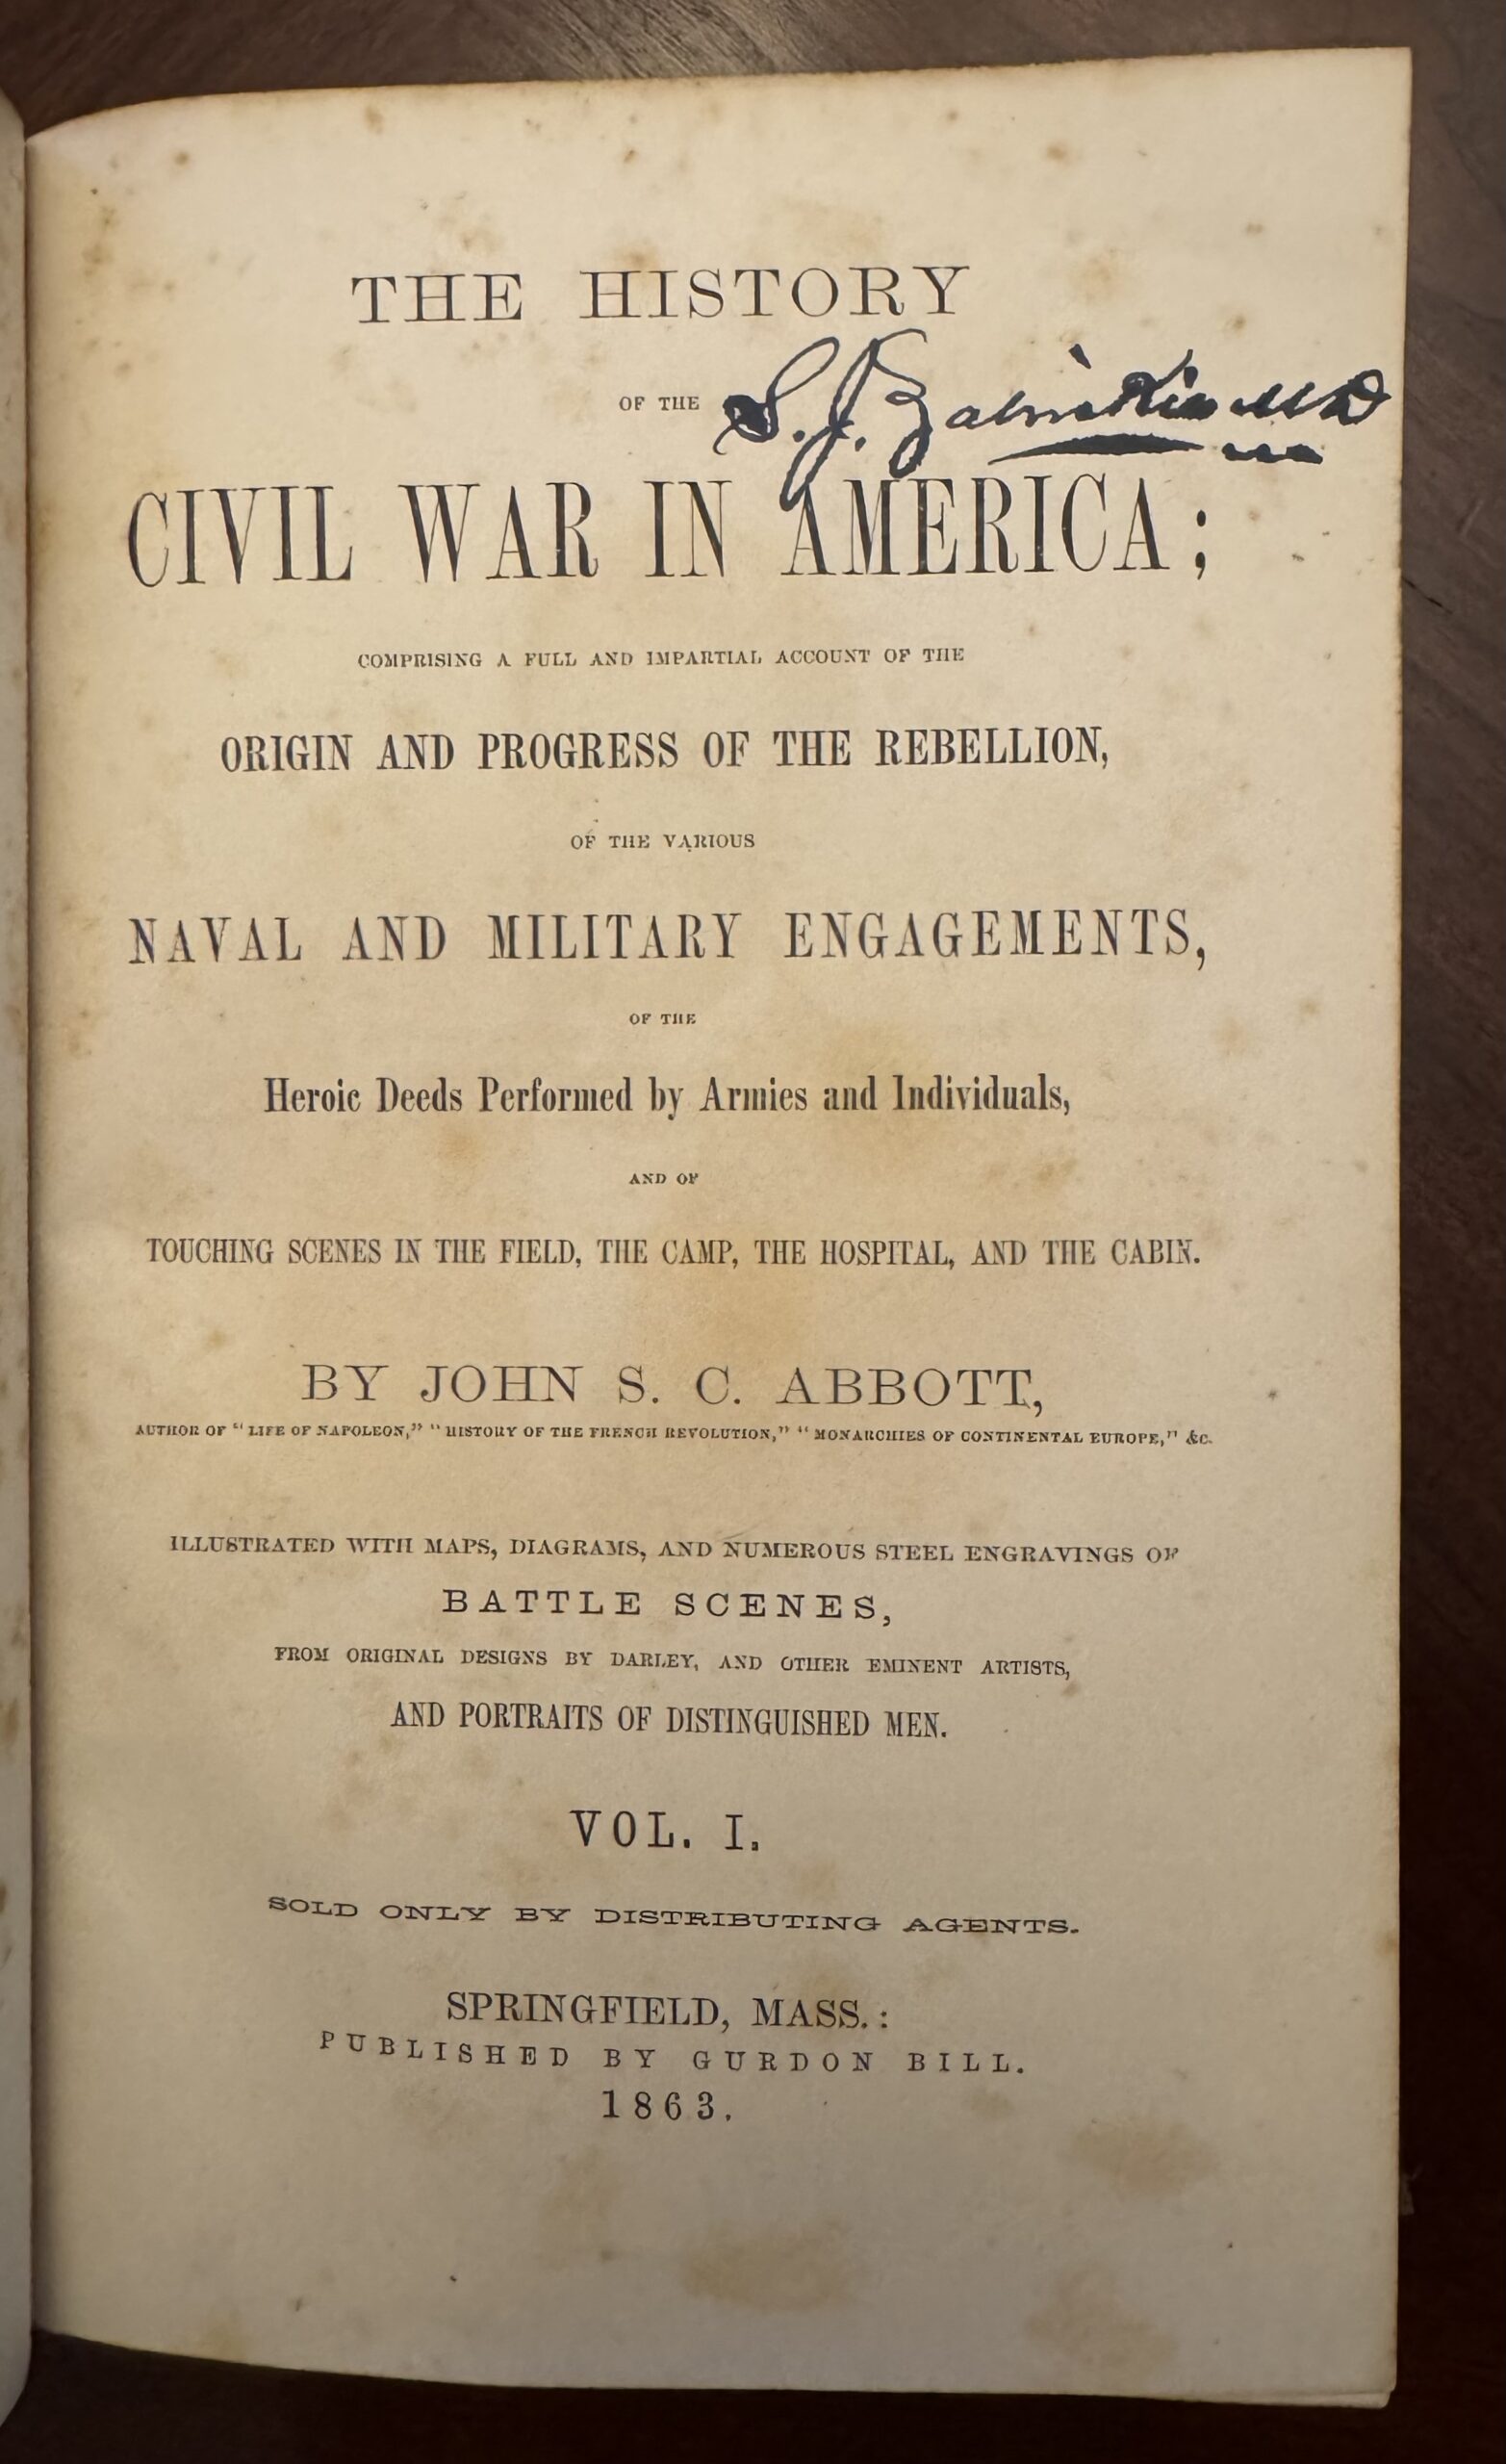 THE HISTORY
OF THE S. J.
CIVIL WAR IN AMERICA;
COMPRISING A FULL AND IMPARTIAL ACCOUNT OF THE
ORIGIN AND PROGRESS OF THE REBELLION,
OF THE VARIOUS
NAVAL AND MILITARY ENGAGEMENTS,
OF THE
Heroic Deeds Performed by Armies and Individuals,
AND OF
TOUCHING SCENES IN THE FIELD, THE CAMP, THE HOSPITAL, AND THE CABIN.
BY JOHN S. C. ABBOTT,
AUTHOR OF "LIFE OF NAPOLEON," "HISTORY OF THE FRENCH REVOLUTION," "MONARCHIES OF CONTINENTAL EUROPE," &c.
ILLUSTRATED WITH MAPS, DIAGRAMS, AND NUMEROUS STEEL ENGRAVINGS OF
BATTLE SCENES,
FROM ORIGINAL DESIGNS BY DARLEY, AND OTHER EMINENT ARTISTS,
AND PORTRAITS OF DISTINGUISHED MEN.
VOL. I.
SOLD ONLY BY DISTRIBUTING AGENTS.
SPRINGFIELD, MASS.:
PUBLISHED BY GURDON BILL.
1863.